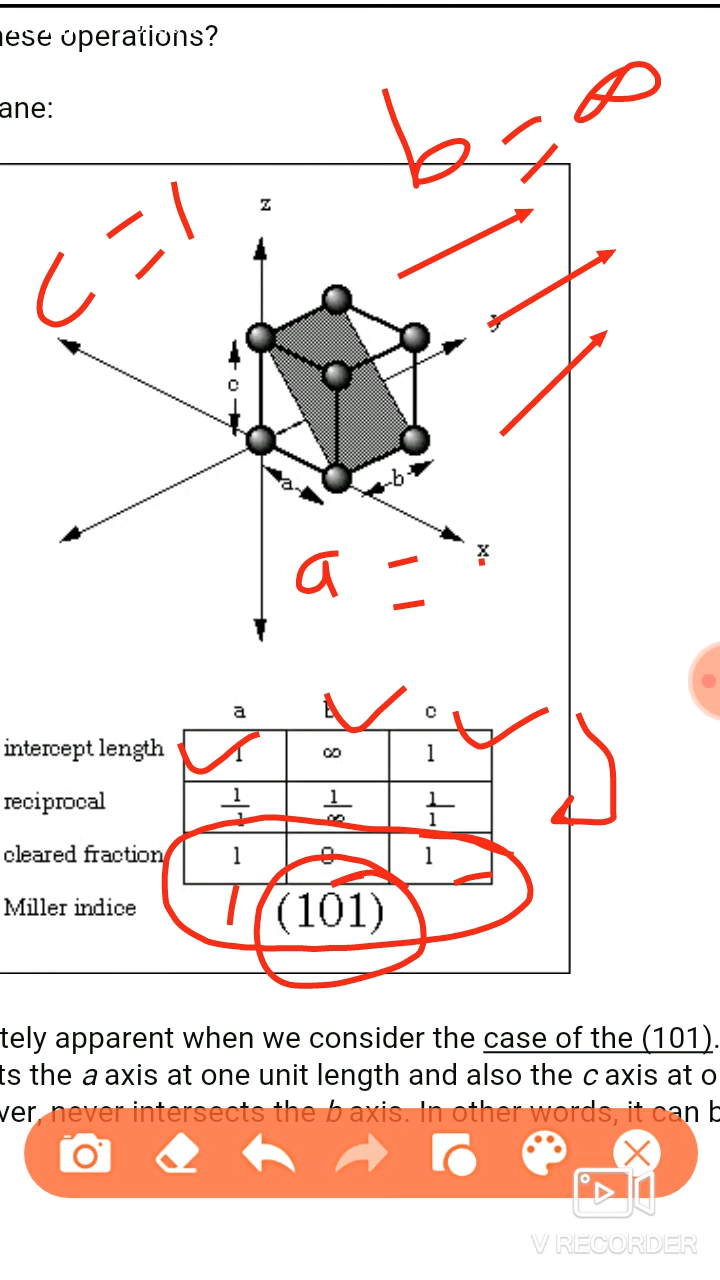 nese operations?
ane:
b = ∞
c = 1
z
y
c
a
b
x
a =
a b c
intercept length 1 ∞ 1
reciprocal 1/1 1/∞ 1/1
cleared fraction 1 0 1
Miller indice 1 (101)
tely apparent when we consider the case of the (101).
ts the a axis at one unit length and also the c axis at o
ver, never intersects the b axis. In other words, it can b
V RECORDER